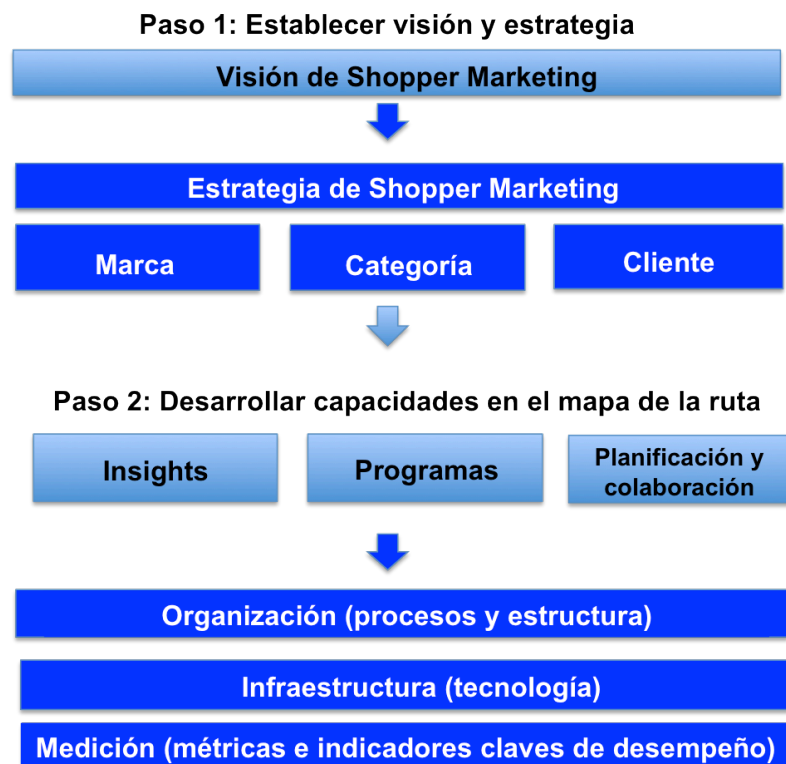 Paso 1: Establecer visión y estrategia
Visión de Shopper Marketing
Estrategia de Shopper Marketing
Marca
Categoría
Cliente
Paso 2: Desarrollar capacidades en el mapa de la ruta
Insights
Programas
Planificación y
colaboración
Organización (procesos y estructura)
Infraestructura (tecnología)
Medición (métricas e indicadores claves de desempeño)